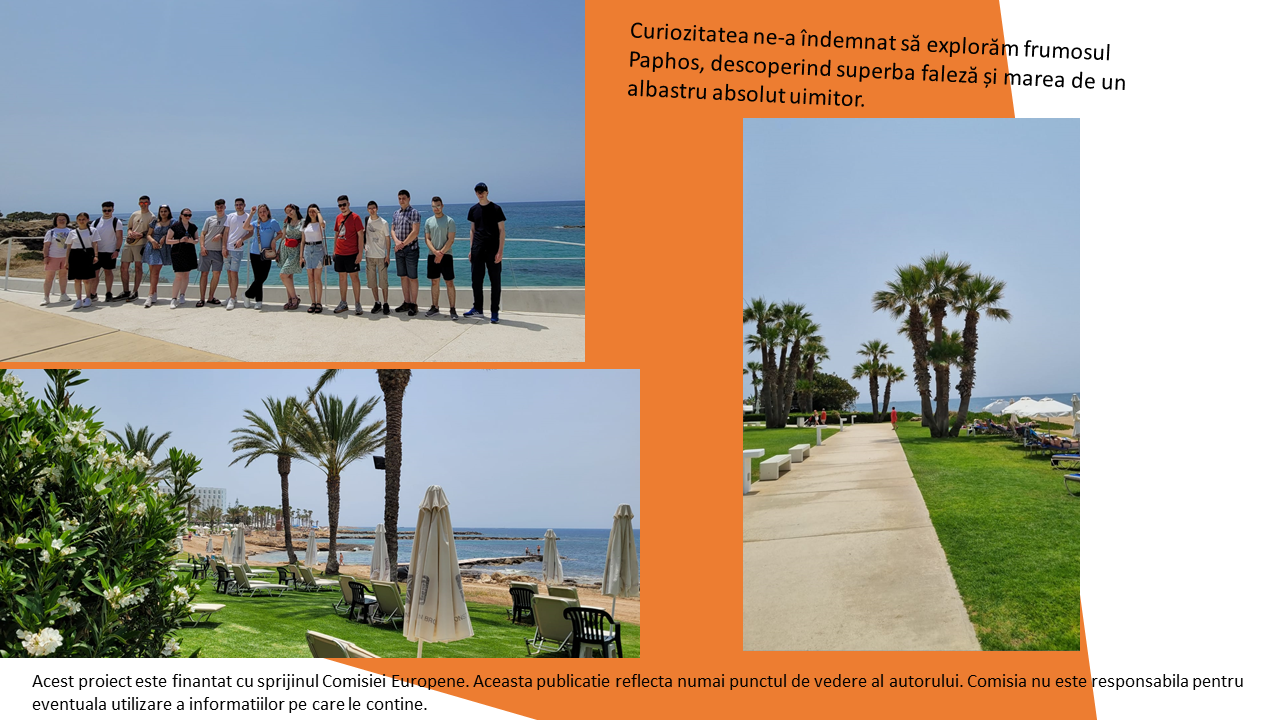 Curiozitatea ne-a îndemnat să explorăm frumosul
Paphos, descoperind superba faleză și marea de un
albastru absolut uimitor.
Acest proiect este finantat cu sprijinul Comisiei Europene. Aceasta publicatie reflecta numai punctul de vedere al autorului. Comisia nu este responsabila pentru
eventuala utilizare a informatiilor pe care le contine.